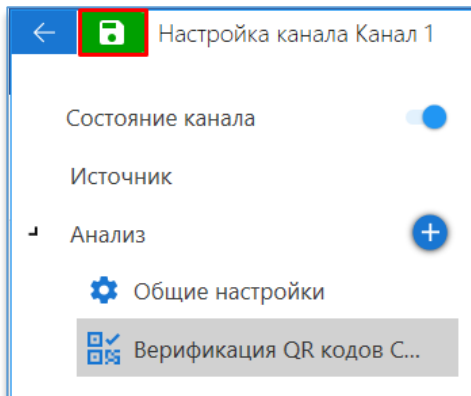 Настройка канала Канал 1
Состояние канала
Источник
Анализ
Общие настройки
Верификация QR кодов С...